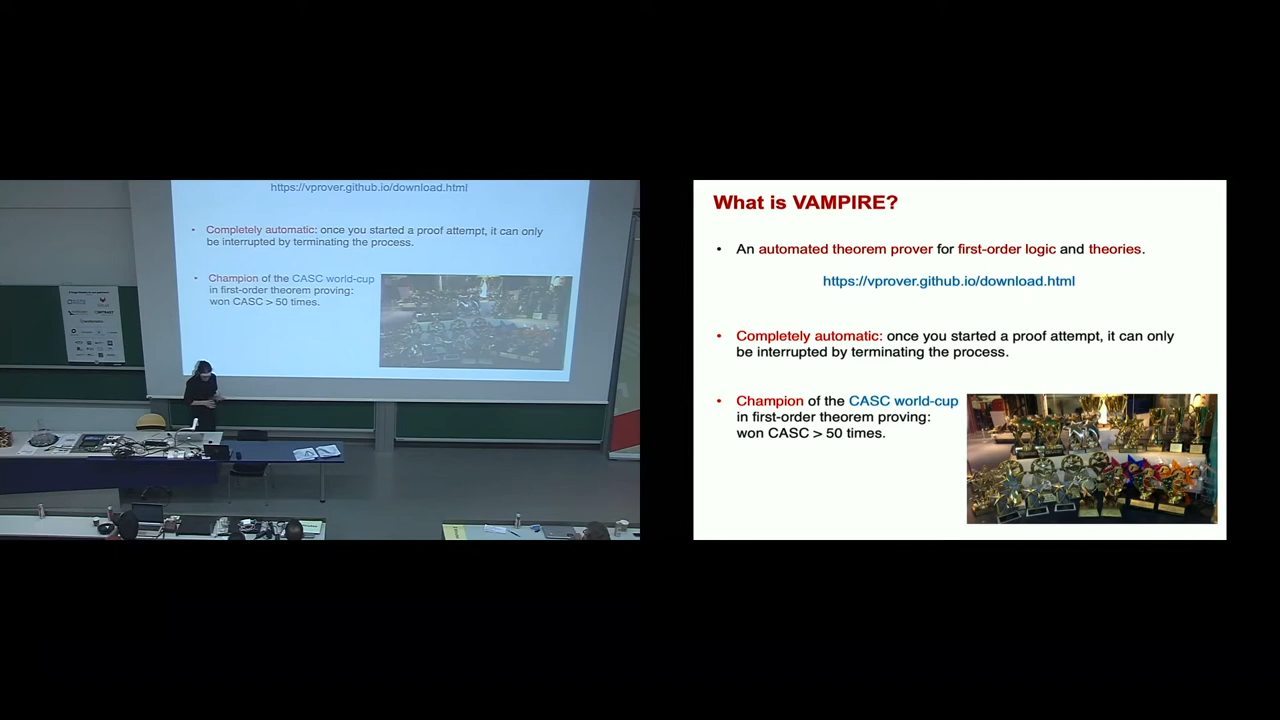 https://vprover.github.io/download.html
• Completely automatic: once you started a proof attempt, it can only
be interrupted by terminating the process.
• Champion of the CASC world-cup
in first-order theorem proving:
won CASC > 50 times.
What is VAMPIRE?
• An automated theorem prover for first-order logic and theories.
https://vprover.github.io/download.html
• Completely automatic: once you started a proof attempt, it can only
be interrupted by terminating the process.
• Champion of the CASC world-cup
in first-order theorem proving:
won CASC > 50 times.